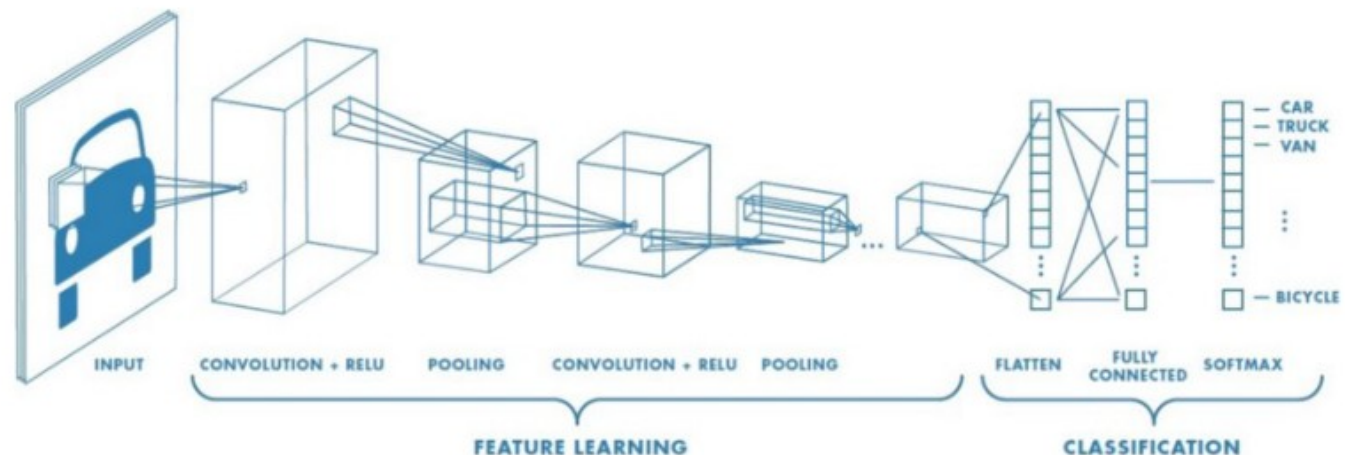 CAR
TRUCK
VAN
BICYCLE
INPUT
CONVOLUTION + RELU
POOLING
CONVOLUTION + RELU
POOLING
FLATTEN
FULLY
CONNECTED
SOFTMAX
FEATURE LEARNING
CLASSIFICATION